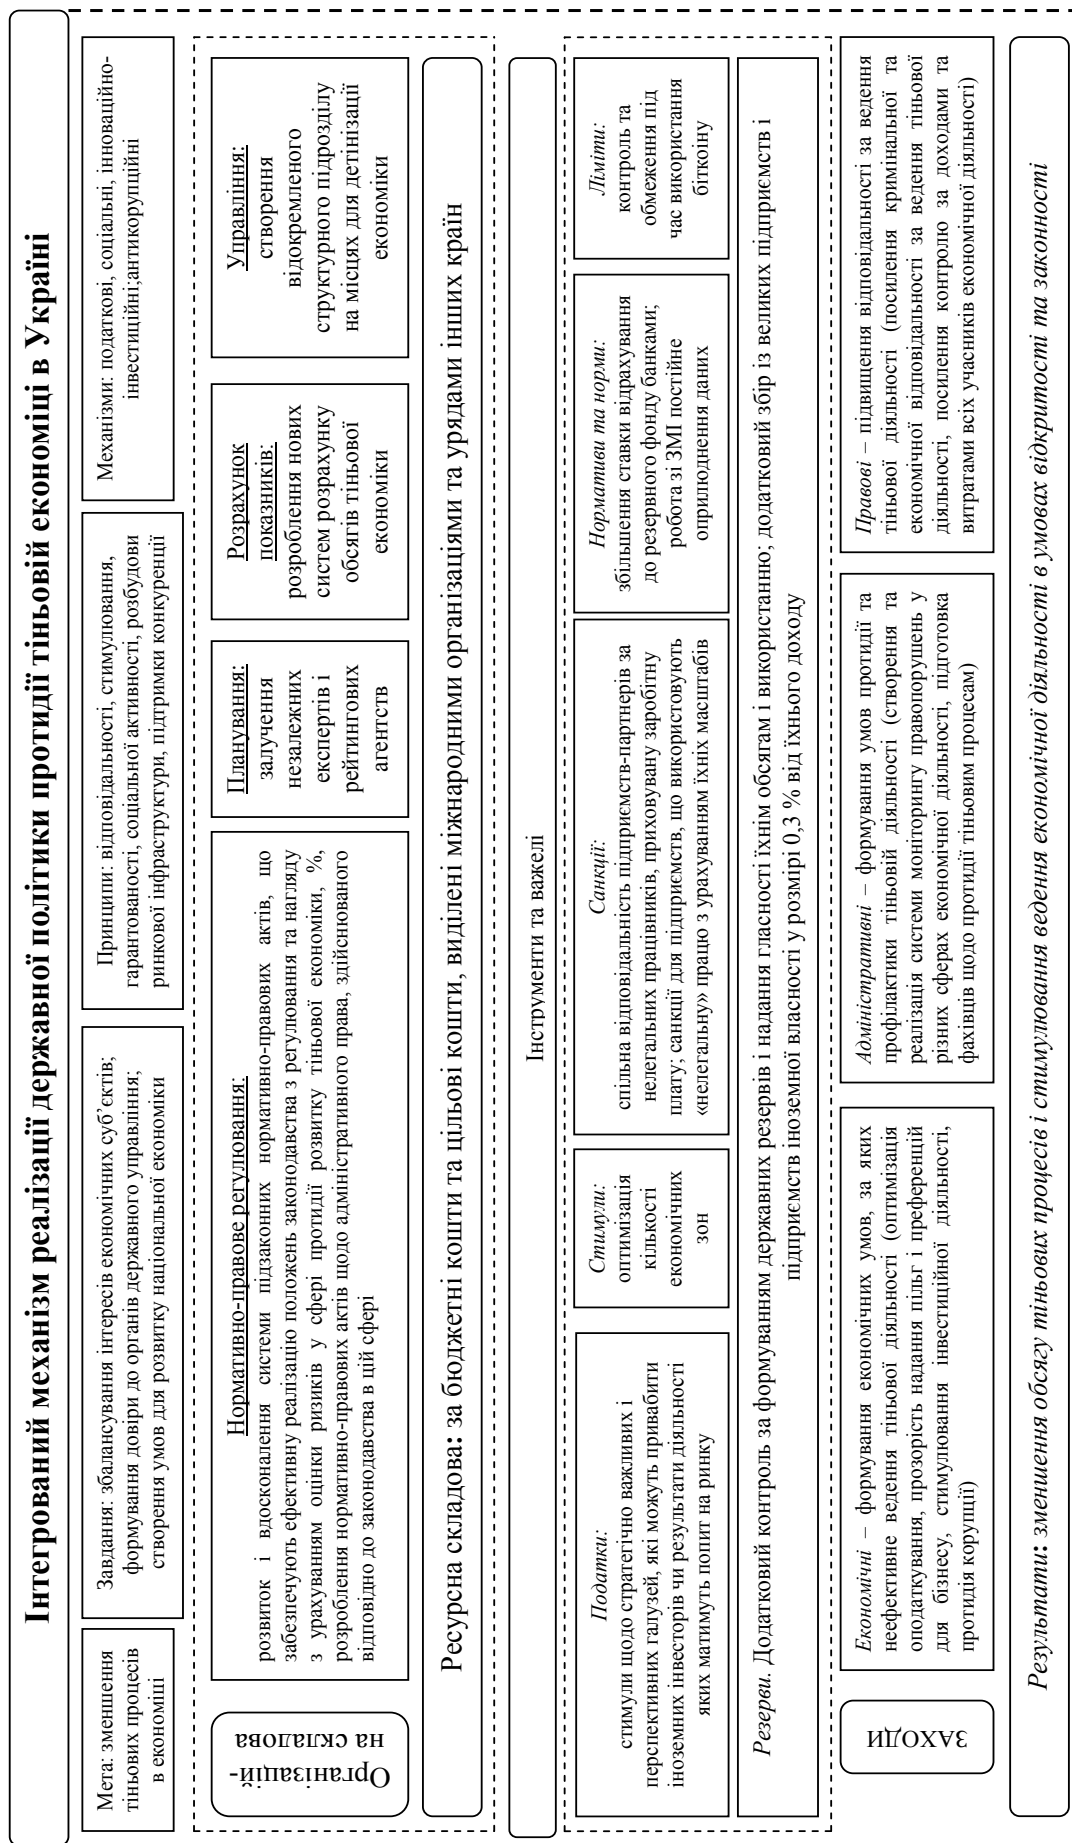 Інтегрований механізм реалізації державної політики протидії тіньовій економіці в Україні
Мета: зменшення
тіньових процесів
в економіці
Завдання: збалансування інтересів економічних суб’єктів;
формування довіри до органів державного управління;
створення умов для розвитку національної економіки
Принципи: відповідальності, стимулювання,
гарантованості, соціальної активності, розбудови
ринкової інфраструктури, підтримки конкуренції
Механізми: податкові, соціальні, інноваційно-
інвестиційні;антикорупційні
Організацій-
на складова
Нормативно-правове регулювання:
розвиток і вдосконалення системи підзаконних нормативно-правових актів, що
забезпечують ефективну реалізацію положень законодавства з регулювання та нагляду
з урахуванням оцінки ризиків у сфері протидії розвитку тіньової економіки, %,
розроблення нормативно-правових актів щодо адміністративного права, здійснюваного
відповідно до законодавства в цій сфері
Планування:
залучення
незалежних
експертів і
рейтингових
агентств
Розрахунок
показників:
розроблення нових
систем розрахунку
обсягів тіньової
економіки
Управління:
створення
відокремленого
структурного підрозділу
на місцях для детінізації
економіки
Ресурсна складова: за бюджетні кошти та цільові кошти, виділені міжнародними організаціями та урядами інших країн
Інструменти та важелі
Податки:
стимули щодо стратегічно важливих і
перспективних галузей, які можуть привабити
іноземних інвесторів чи результати діяльності
яких матимуть попит на ринку
Стимули:
оптимізація
кількості
економічних
зон
Санкції:
спільна відповідальність підприємств-партнерів за
нелегальних працівників, приховувану заробітну
плату; санкції для підприємств, що використовують
«нелегальну» працю з урахуванням їхніх масштабів
Нормативи та норми:
збільшення ставки відрахування
до резервного фонду банками;
робота зі ЗМІ постійне
оприлюднення даних
Ліміти:
контроль та
обмеження під
час використання
біткоіну
Резерви. Додатковий контроль за формуванням державних резервів і надання гласності їхнім обсягам і використанню; додатковий збір із великих підприємств і
підприємств іноземної власності у розмірі 0,3 % від їхнього доходу
ЗАХОДИ
Економічні – формування економічних умов, за яких
неефективне ведення тіньової діяльності (оптимізація
оподаткування, прозорість надання пільг і преференцій
для бізнесу, стимулювання інвестиційної діяльності,
протидія корупції)
Адміністративні – формування умов протидії та
профілактики тіньовій діяльності (створення та
реалізація системи моніторингу правопорушень у
різних сферах економічної діяльності, підготовка
фахівців щодо протидії тіньовим процесам)
Правові – підвищення відповідальності за ведення
тіньової діяльності (посилення кримінальної та
економічної відповідальності за ведення тіньової
діяльності, посилення контролю за доходами та
витратами всіх учасників економічної діяльності)
Результати: зменшення обсягу тіньових процесів і стимулювання ведення економічної діяльності в умовах відкритості та законності